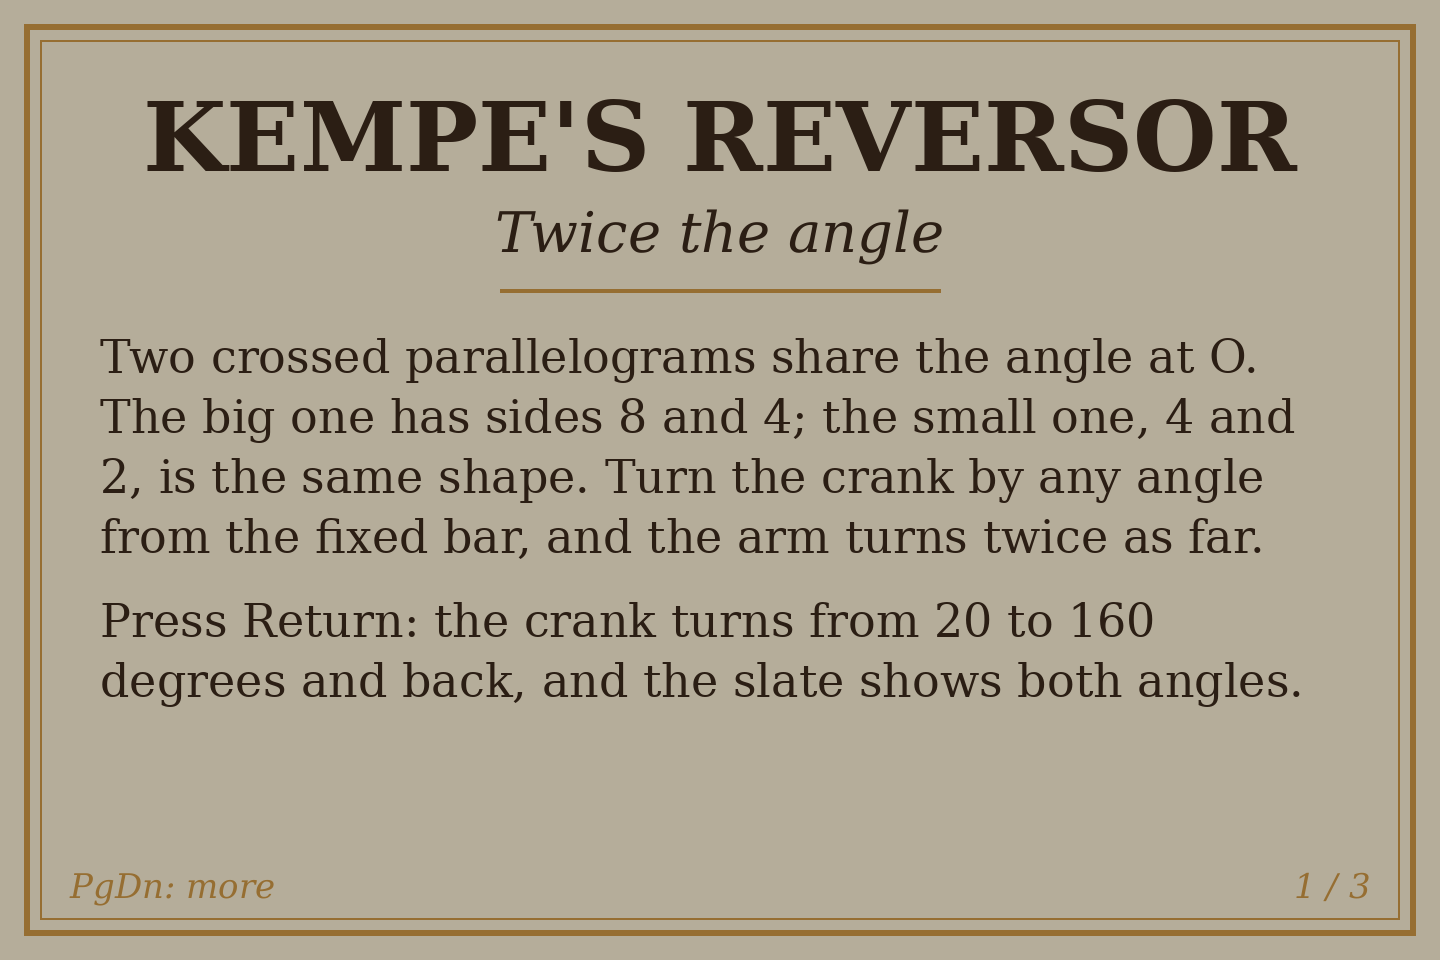 KEMPE'S REVERSOR
Twice the angle
Two crossed parallelograms share the angle at O.
The big one has sides 8 and 4; the small one, 4 and
2, is the same shape. Turn the crank by any angle
from the fixed bar, and the arm turns twice as far.
Press Return: the crank turns from 20 to 160
degrees and back, and the slate shows both angles.
PgDn: more
1 / 3